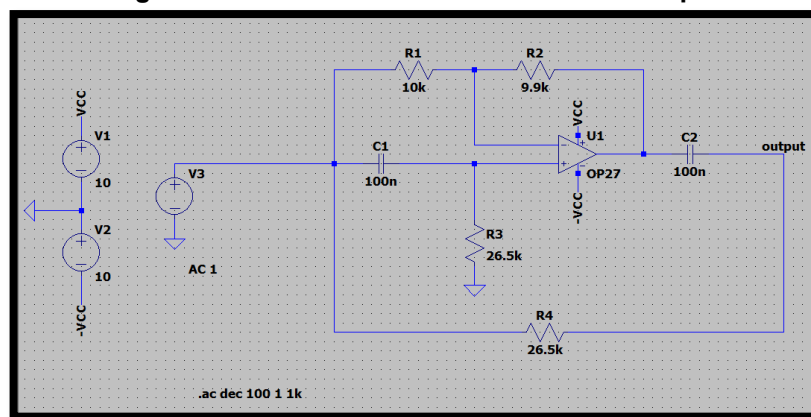 R1
10k
R2
9.9k
VCC
V1
10
V2
10
-VCC
V3
AC 1
C1
100n
VCC
U1
OP27
-VCC
C2
100n
output
R3
26.5k
R4
26.5k
.ac dec 100 1 1k